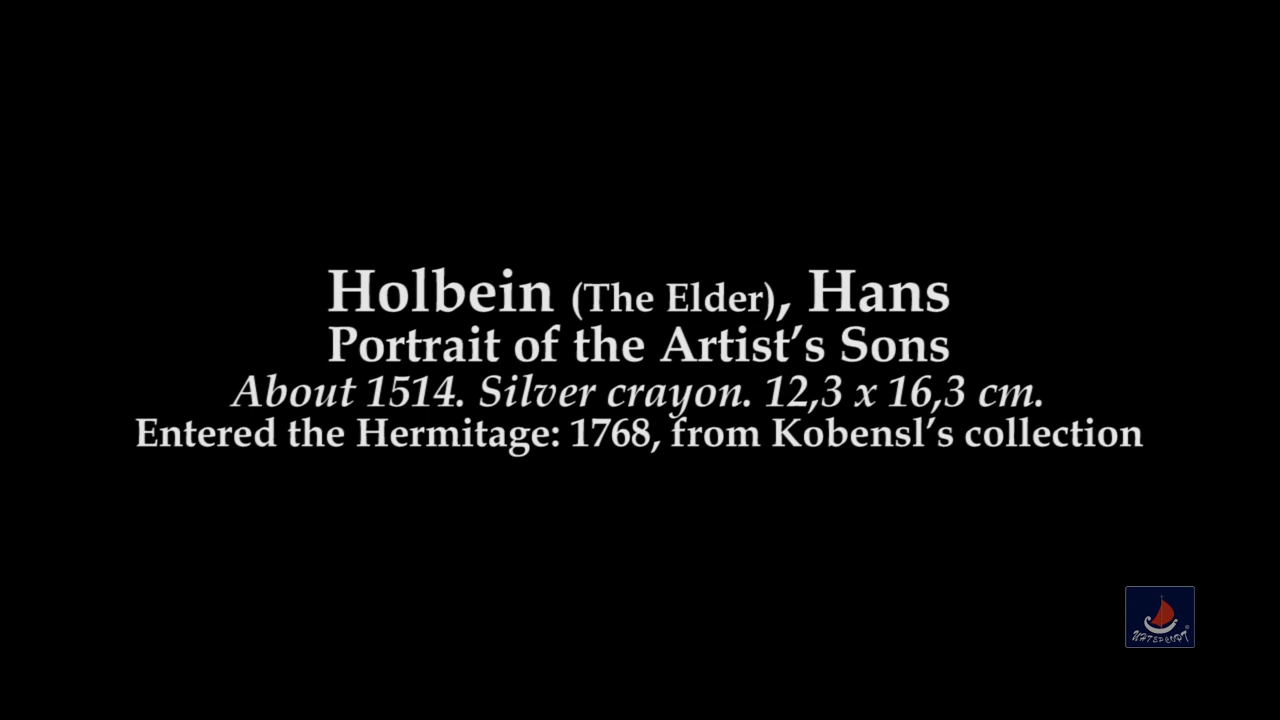 Holbein (The Elder), Hans
Portrait of the Artist’s Sons
About 1514. Silver crayon. 12,3 x 16,3 cm.
Entered the Hermitage: 1768, from Kobensl’s collection